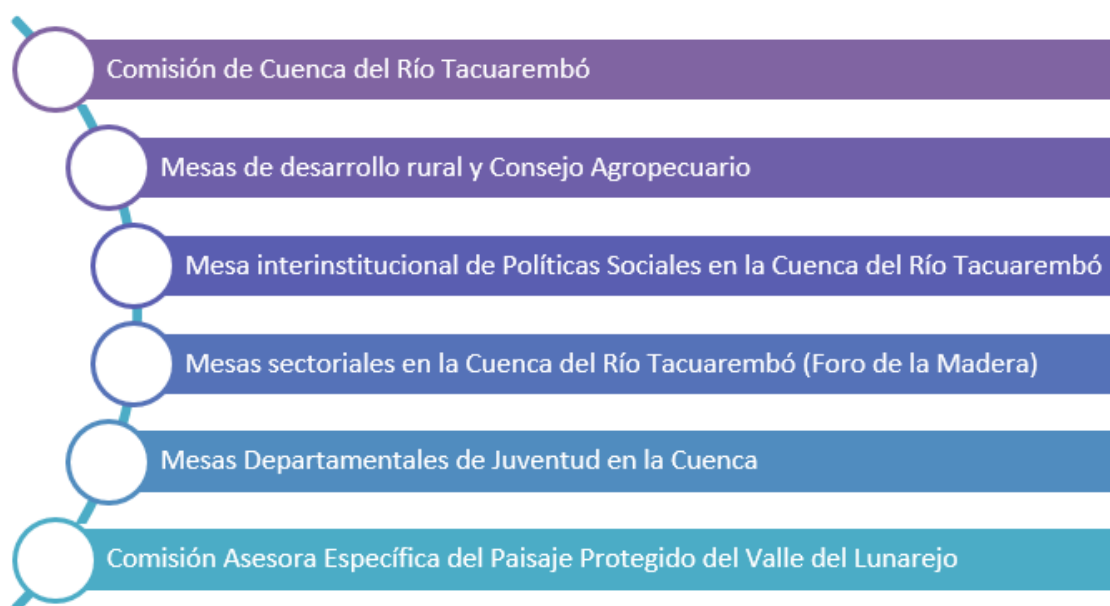 Comisión de Cuenca del Río Tacuarembó
Mesas de desarrollo rural y Consejo Agropecuario
Mesa interinstitucional de Políticas Sociales en la Cuenca del Río Tacuarembó
Mesas sectoriales en la Cuenca del Río Tacuarembó (Foro de la Madera)
Mesas Departamentales de Juventud en la Cuenca
Comisión Asesora Específica del Paisaje Protegido del Valle del Lunarejo